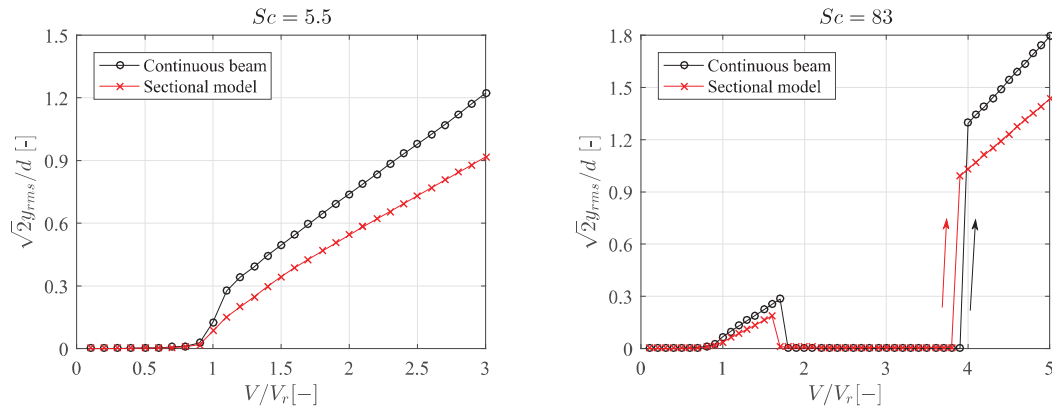 Sc = 5.5
1.5
1.2
0.9
0.6
0.3
0
√2y_rms/d [-]
Continuous beam
Sectional model
0 0.5 1 1.5 2 2.5 3
V/V_r[−]
Sc = 83
1.8
1.5
1.2
0.9
0.6
0.3
0
√2y_rms/d [-]
Continuous beam
Sectional model
0 1 2 3 4 5
V/V_r[−]